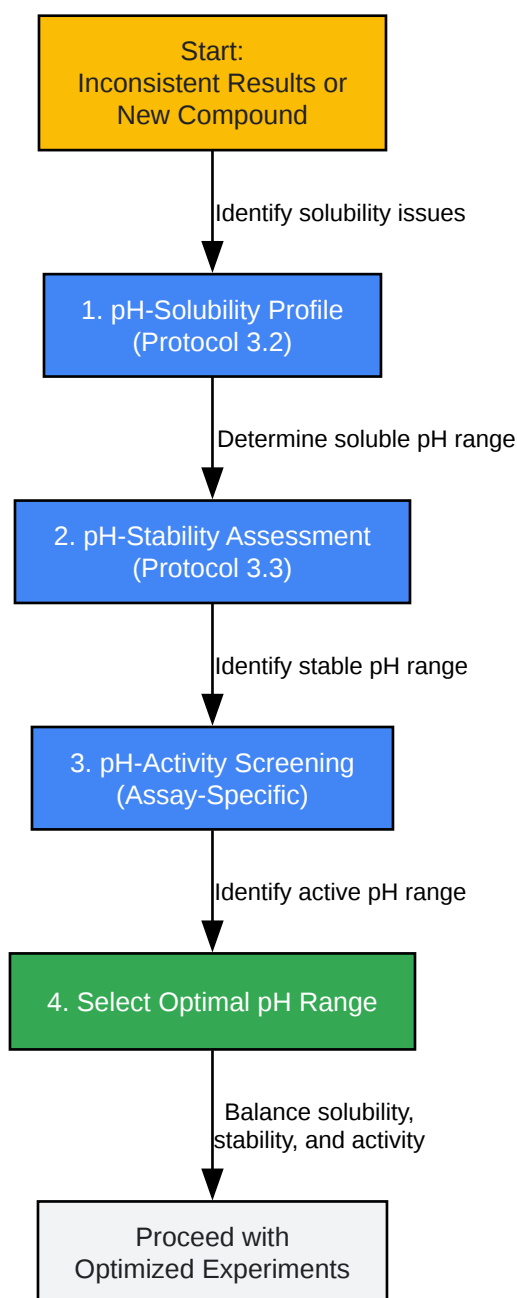 Start:
Inconsistent Results or
New Compound
Identify solubility issues
1. pH-Solubility Profile
(Protocol 3.2)
Determine soluble pH range
2. pH-Stability Assessment
(Protocol 3.3)
Identify stable pH range
3. pH-Activity Screening
(Assay-Specific)
Identify active pH range
4. Select Optimal pH Range
Balance solubility,
stability, and activity
Proceed with
Optimized Experiments